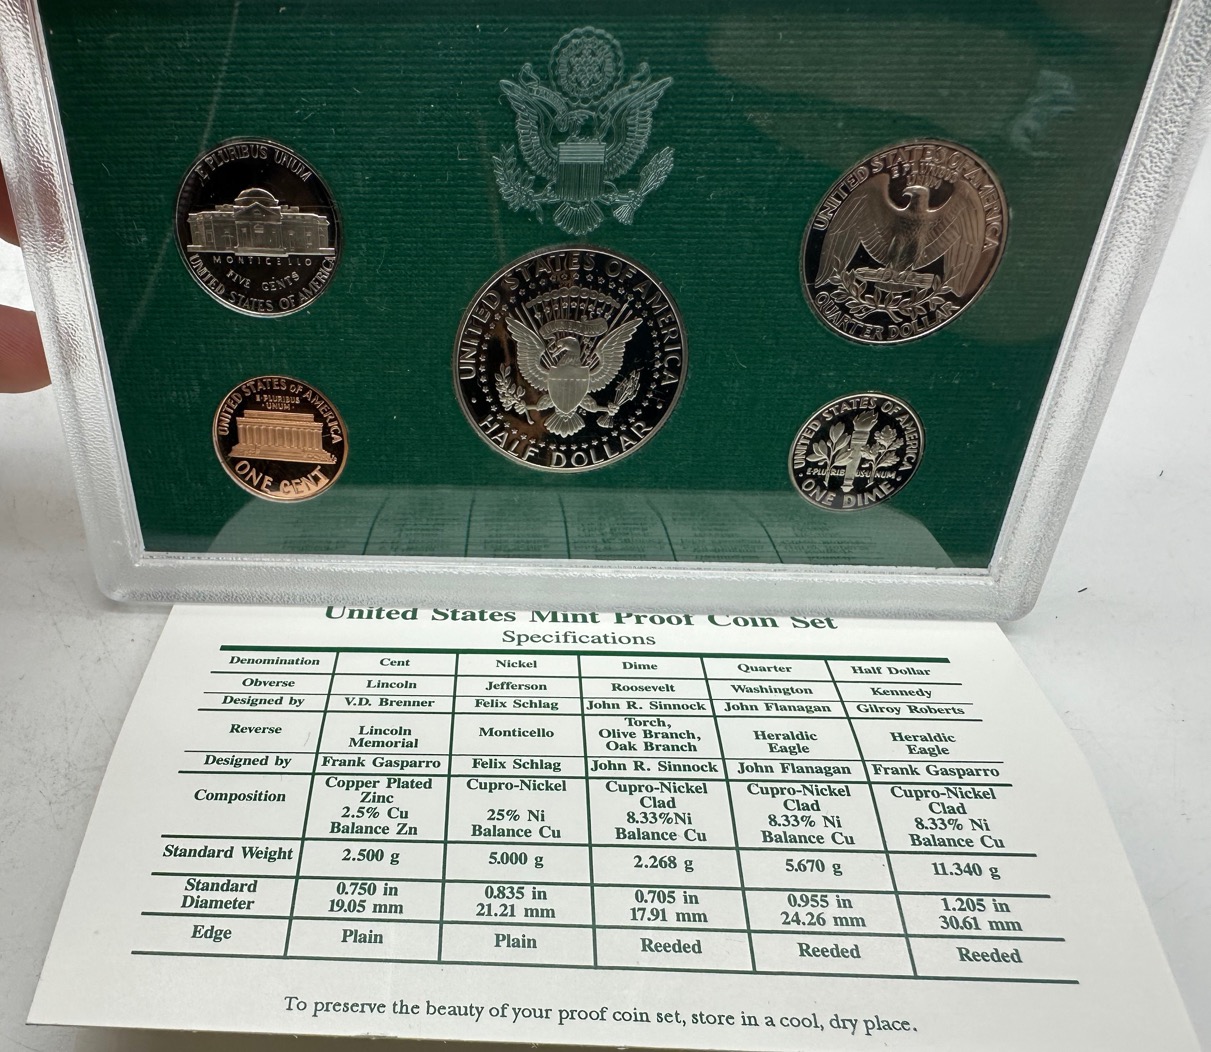 E PLURIBUS UNUM
MONTICELLO
FIVE CENTS
UNITED STATES OF AMERICA
UNITED STATES OF AMERICA
E·PLURIBUS
·UNUM·
ONE CENT
UNITED STATES OF AMERICA
· HALF DOLLAR ·
UNITED STATES OF AMERICA
QUARTER DOLLAR
UNITED STATES OF AMERICA
E·PLURIBUS·UNUM
·ONE DIME·
United States Mint Proof Coin Set
Specifications
Denomination Cent Nickel Dime Quarter Half Dollar
Obverse Lincoln Jefferson Roosevelt Washington Kennedy
Designed by V.D. Brenner Felix Schlag John R. Sinnock John Flanagan Gilroy Roberts
Reverse Lincoln Monticello Torch, Heraldic Heraldic
Memorial Olive Branch, Eagle Eagle
Oak Branch
Designed by Frank Gasparro Felix Schlag John R. Sinnock John Flanagan Frank Gasparro
Composition Copper Plated Cupro-Nickel Cupro-Nickel Cupro-Nickel Cupro-Nickel
Zinc Clad Clad Clad
2.5% Cu 25% Ni 8.33%Ni 8.33% Ni 8.33% Ni
Balance Zn Balance Cu Balance Cu Balance Cu Balance Cu
Standard Weight 2.500 g 5.000 g 2.268 g 5.670 g 11.340 g
Standard 0.750 in 0.835 in 0.705 in 0.955 in 1.205 in
Diameter 19.05 mm 21.21 mm 17.91 mm 24.26 mm 30.61 mm
Edge Plain Plain Reeded Reeded Reeded
To preserve the beauty of your proof coin set, store in a cool, dry place.